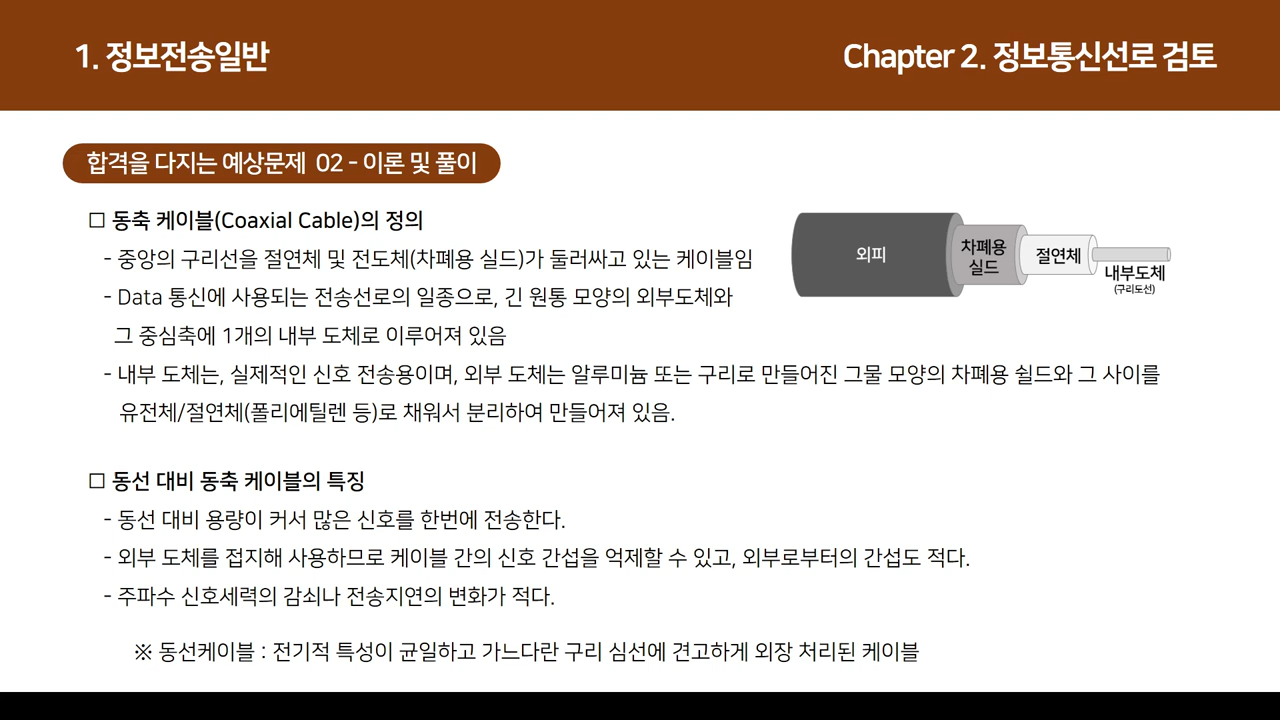 1. 정보전송일반
Chapter 2. 정보통신선로 검토
합격을 다지는 예상문제 02 - 이론 및 풀이
□ 동축 케이블(Coaxial Cable)의 정의
- 중앙의 구리선을 절연체 및 전도체(차폐용 실드)가 둘러싸고 있는 케이블임
- Data 통신에 사용되는 전송선로의 일종으로, 긴 원통 모양의 외부도체와
그 중심축에 1개의 내부 도체로 이루어져 있음
- 내부 도체는, 실제적인 신호 전송용이며, 외부 도체는 알루미늄 또는 구리로 만들어진 그물 모양의 차폐용 쉴드와 그 사이를
유전체/절연체(폴리에틸렌 등)로 채워서 분리하여 만들어져 있음.
외피
차폐용
실드
절연체
내부도체
(구리도선)
□ 동선 대비 동축 케이블의 특징
- 동선 대비 용량이 커서 많은 신호를 한번에 전송한다.
- 외부 도체를 접지해 사용하므로 케이블 간의 신호 간섭을 억제할 수 있고, 외부로부터의 간섭도 적다.
- 주파수 신호세력의 감쇠나 전송지연의 변화가 적다.
※ 동선케이블 : 전기적 특성이 균일하고 가느다란 구리 심선에 견고하게 외장 처리된 케이블